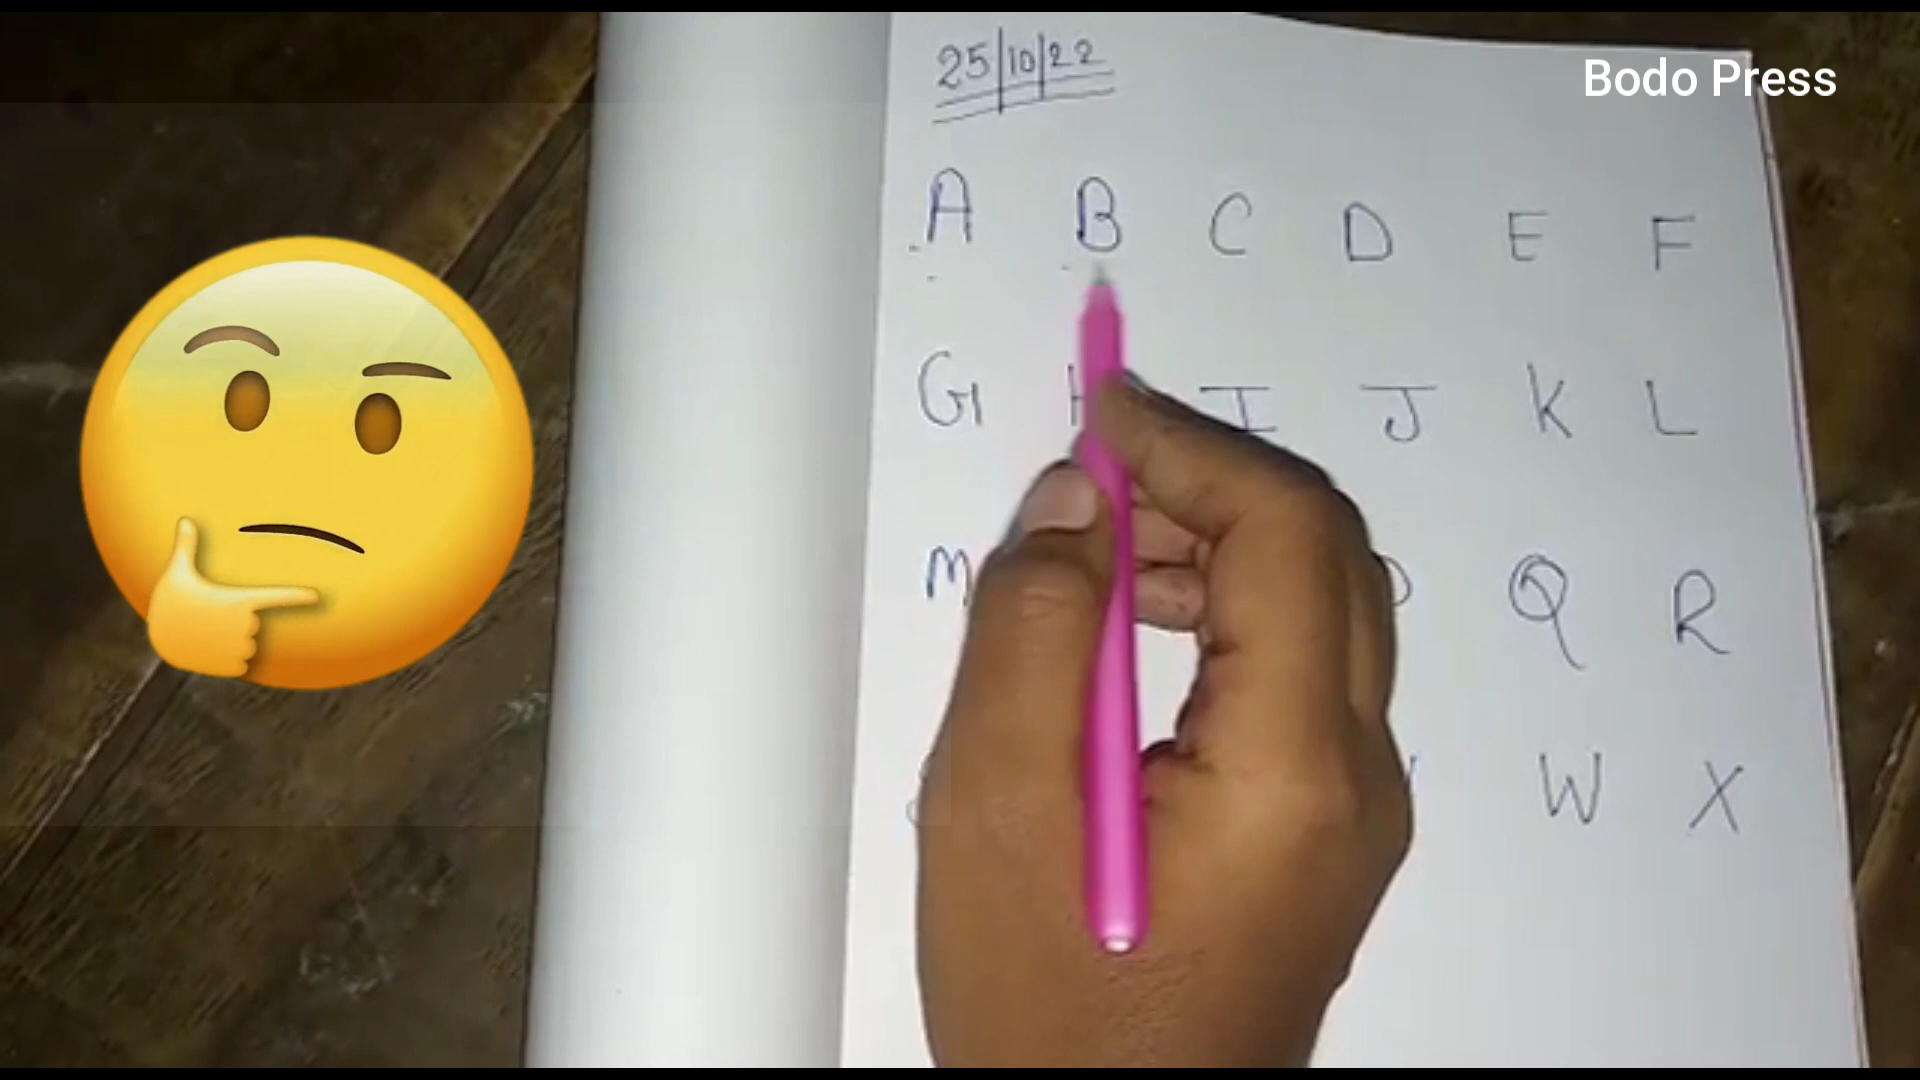 25/10/22
Bodo Press
A B C D E F
G H I J K L
M Q R
W X